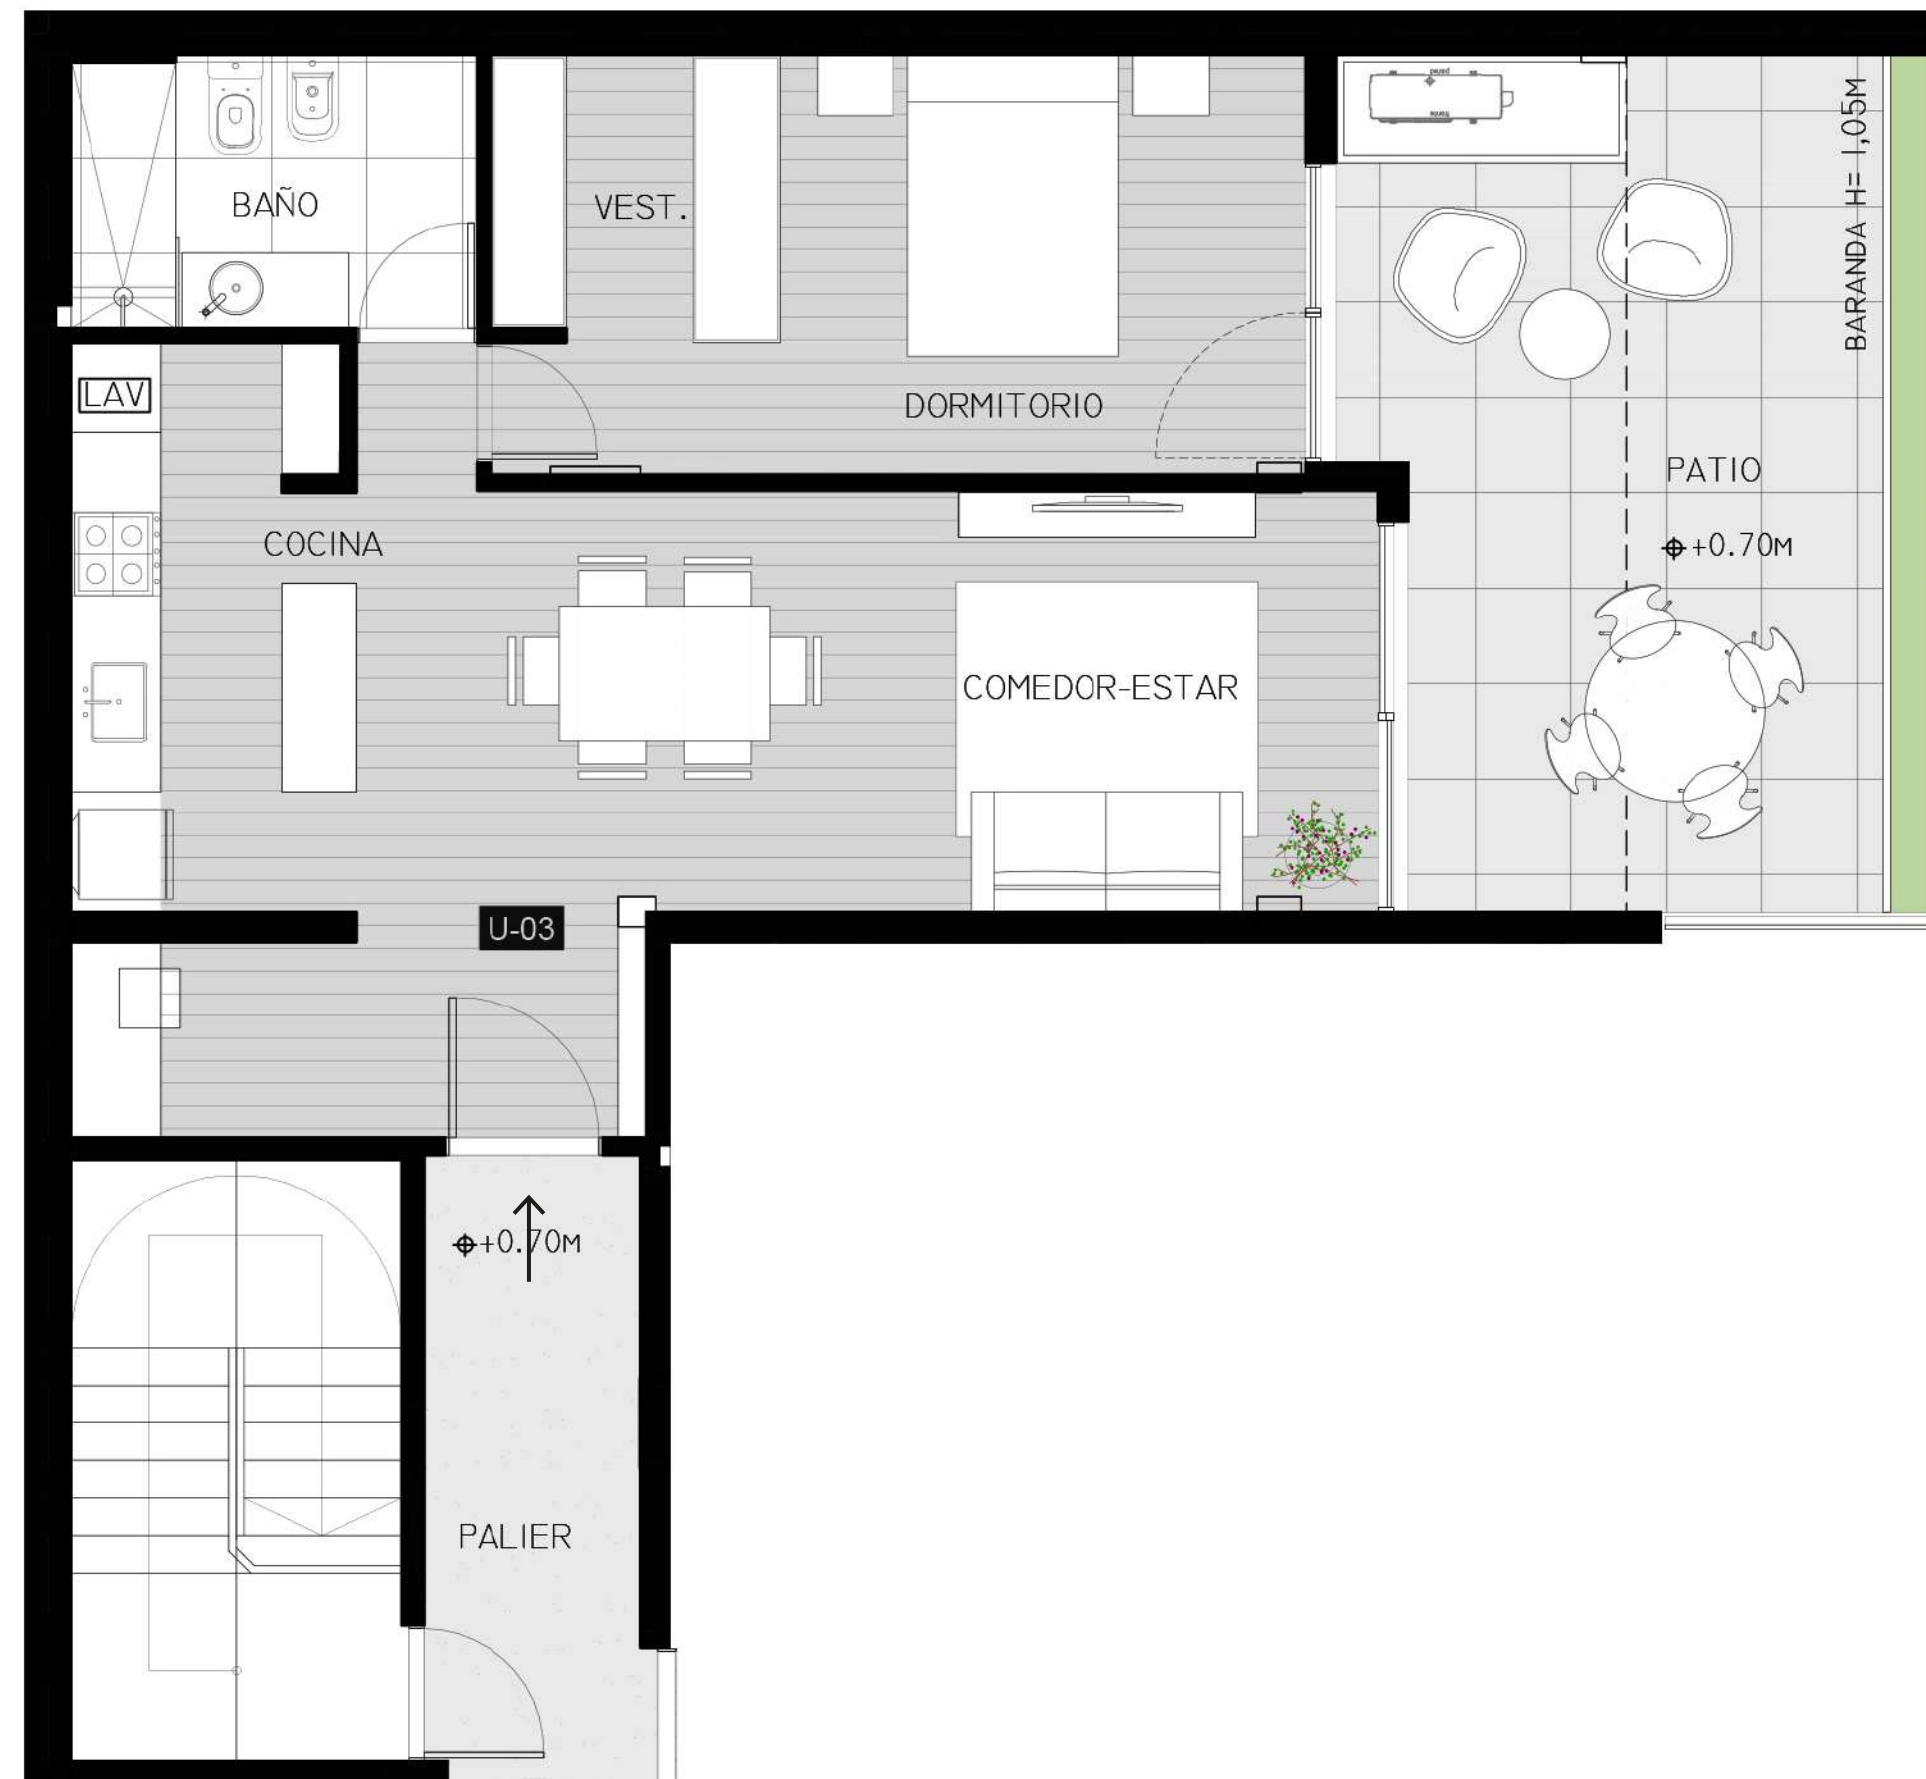 BARANDA H= 1,05M
BAÑO
VEST.
LAV
DORMITORIO
PATIO
+0.70M
COCINA
COMEDOR-ESTAR
U-03
+0.70M
PALIER